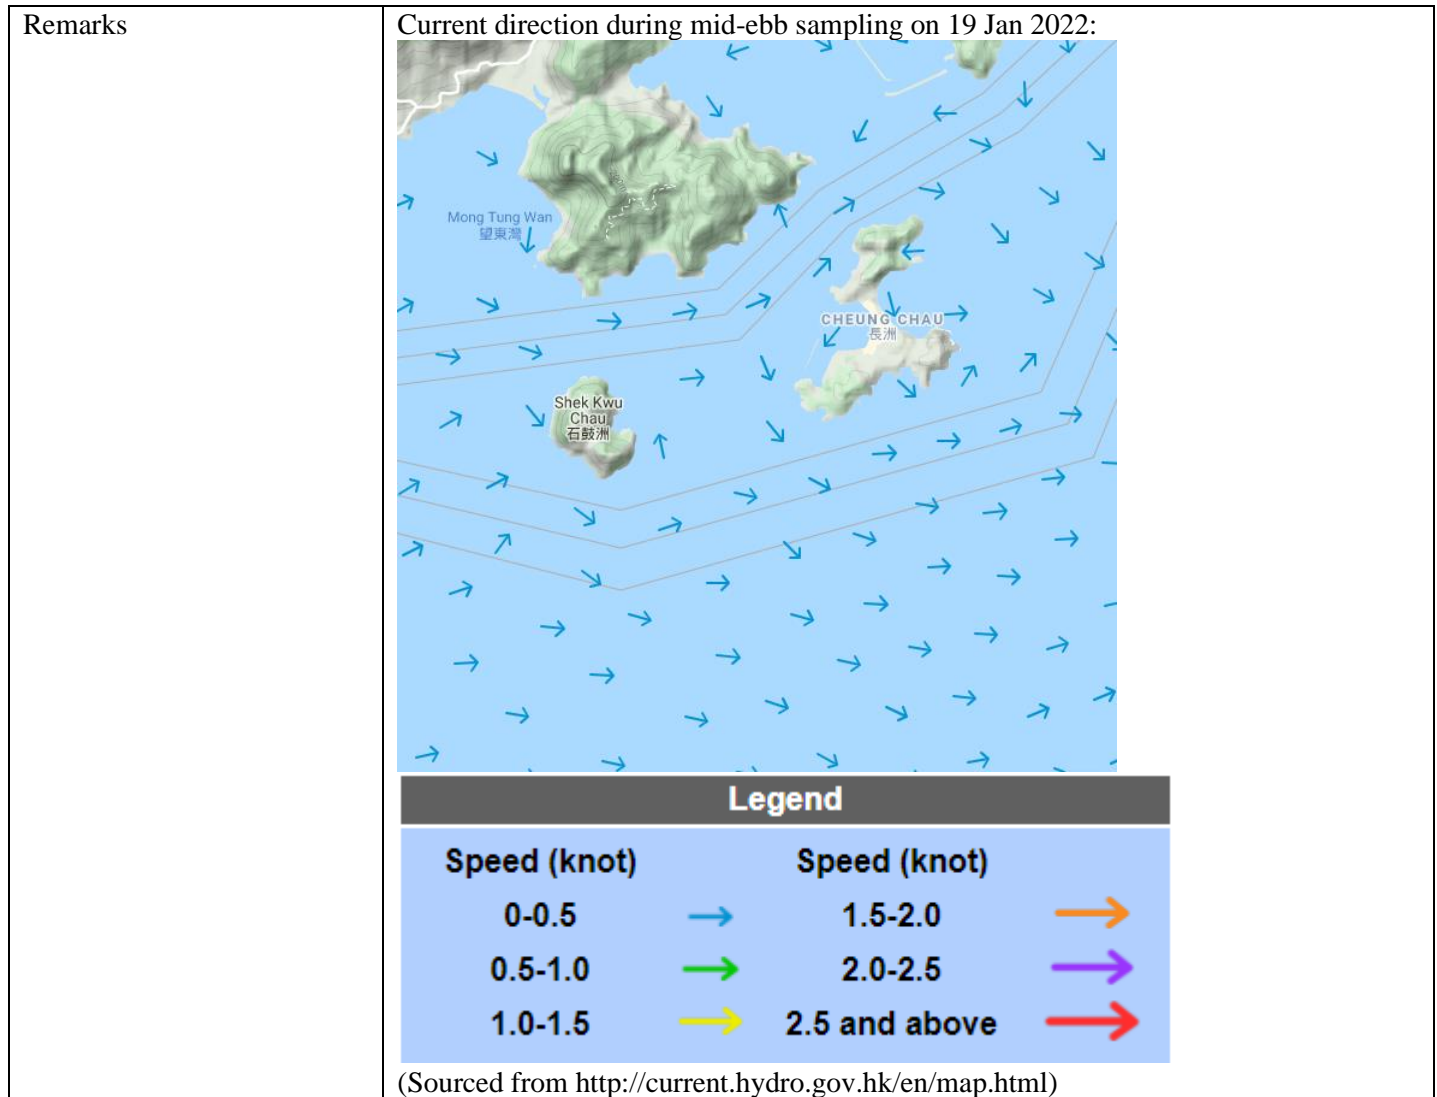 Remarks
Current direction during mid-ebb sampling on 19 Jan 2022:
Mong Tung Wan
望東灣
CHEUNG CHAU
長洲
Shek Kwu
Chau
石鼓洲
Legend
Speed (knot) Speed (knot)
0-0.5 1.5-2.0
0.5-1.0 2.0-2.5
1.0-1.5 2.5 and above
(Sourced from http://current.hydro.gov.hk/en/map.html)